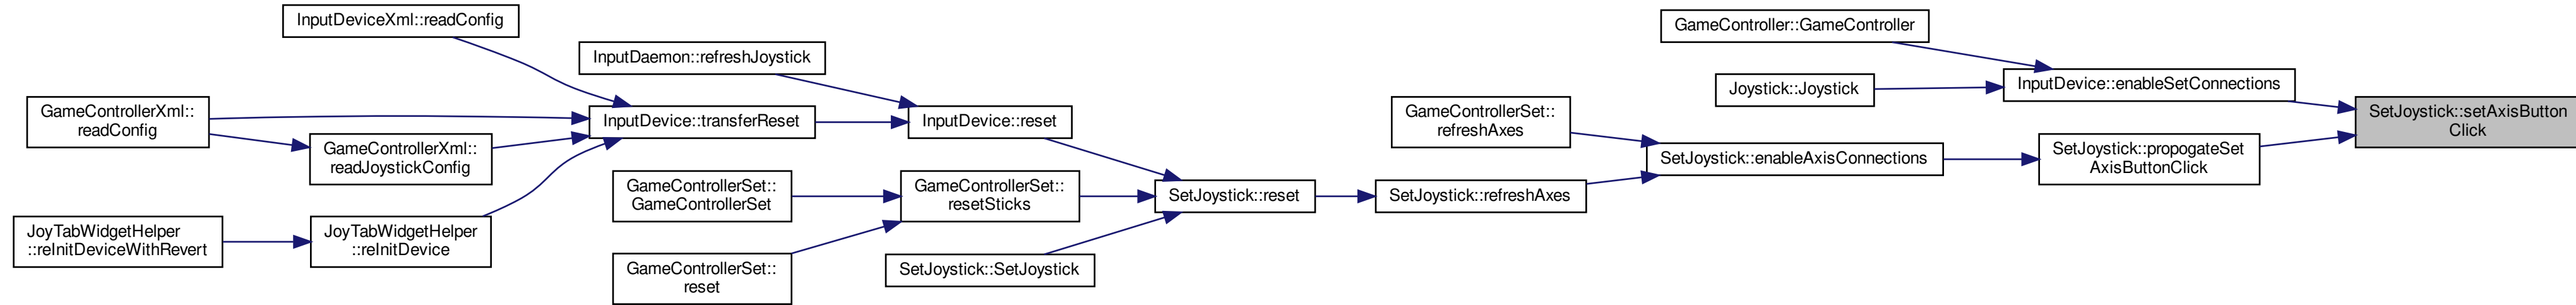 InputDeviceXml::readConfig
GameController::GameController
InputDaemon::refreshJoystick
InputDevice::enableSetConnections
Joystick::Joystick
GameControllerXml::
readConfig
InputDevice::transferReset
InputDevice::reset
GameControllerSet::
refreshAxes
SetJoystick::setAxisButton
Click
GameControllerXml::
readJoystickConfig
SetJoystick::enableAxisConnections
SetJoystick::propogateSet
AxisButtonClick
GameControllerSet::
GameControllerSet
GameControllerSet::
resetSticks
SetJoystick::reset
SetJoystick::refreshAxes
JoyTabWidgetHelper
::reInitDeviceWithRevert
JoyTabWidgetHelper
::reInitDevice
GameControllerSet::
reset
SetJoystick::SetJoystick